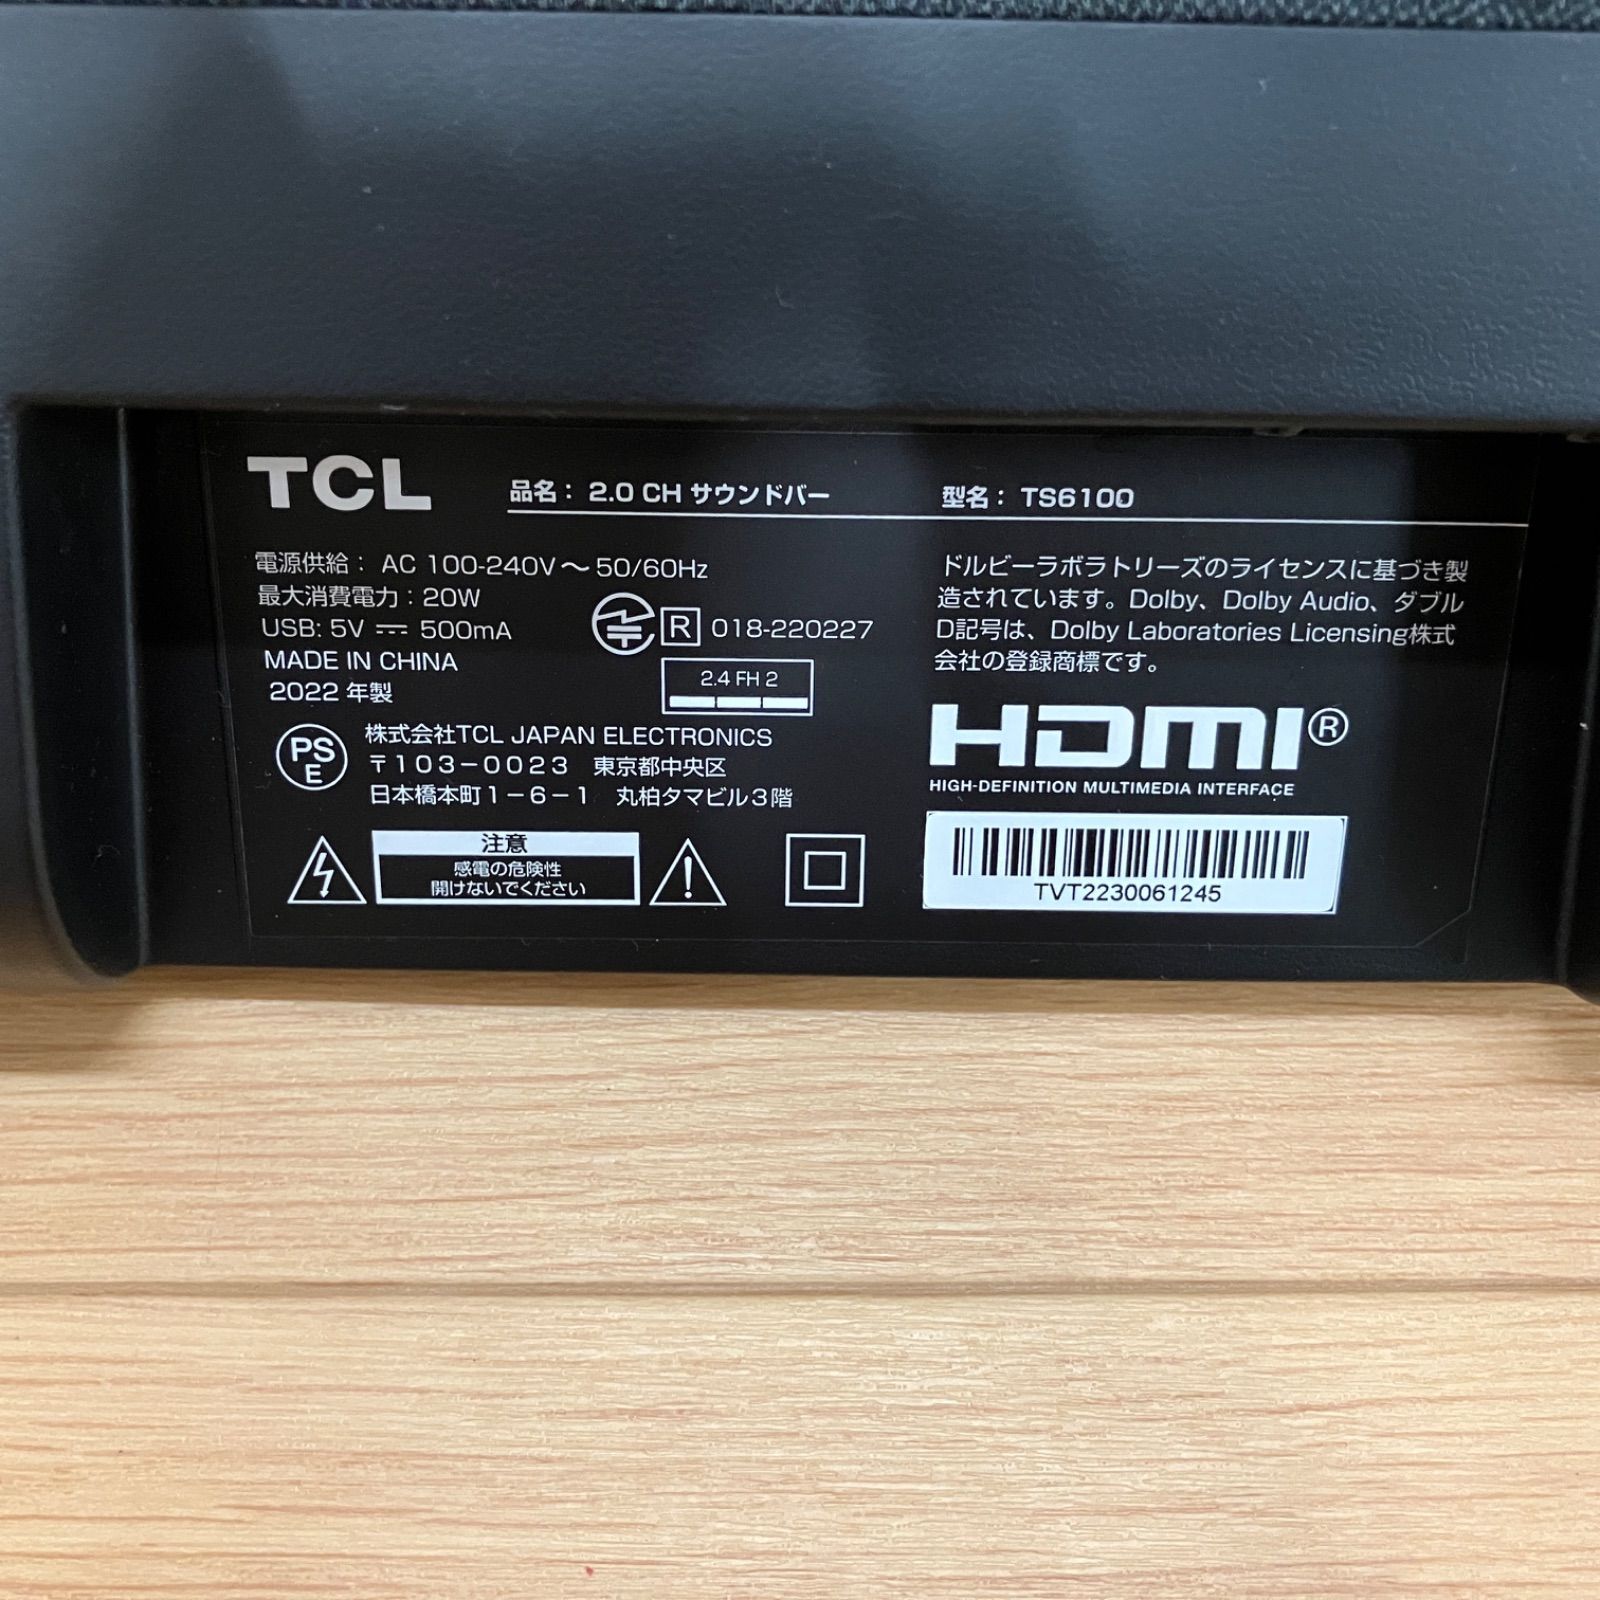 TCL
品名： 2.0 CH サウンドバー
型名： TS6100
電源供給： AC 100-240V～50/60Hz
最大消費電力：20W
USB: 5V ⎓ 500mA
MADE IN CHINA
2022 年製
R 018-220227
2.4 FH 2
PS
E
株式会社TCL JAPAN ELECTRONICS
〒１０３－００２３ 東京都中央区
日本橋本町１－６－１ 丸柏タマビル３階
注意
感電の危険性
開けないでください
ドルビーラボラトリーズのライセンスに基づき製
造されています。Dolby、Dolby Audio、ダブル
D記号は、Dolby Laboratories Licensing株式
会社の登録商標です。
HDMI®
HIGH-DEFINITION MULTIMEDIA INTERFACE
TVT2230061245